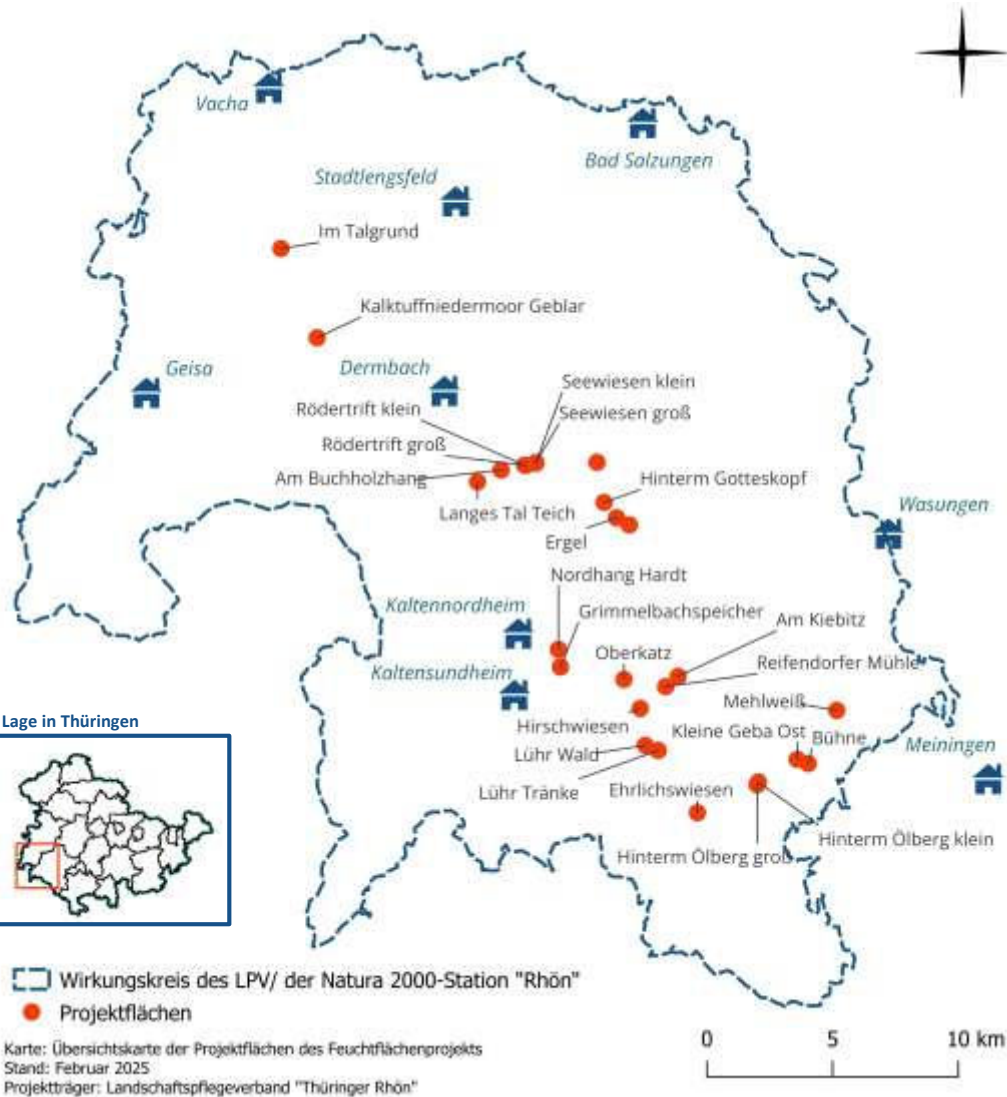 Vacha
Bad Salzungen
Stadtlengsfeld
Im Talgrund
Kalktuffniedermoor Geblar
Geisa
Dermbach
Seewiesen klein
Rödertrift klein
Seewiesen groß
Rödertrift groß
Am Buchholzhang
Hinterm Gotteskopf
Langes Tal Teich
Wasungen
Ergel
Nordhang Hardt
Kaltennordheim
Grimmelbachspeicher
Am Kiebitz
Oberkatz
Reifendorfer Mühle
Kaltensundheim
Mehlweiß
Hirschwiesen
Kleine Geba Ost
Bühne
Meiningen
Lühr Wald
Lühr Tränke
Ehrlichswiesen
Hinterm Ölberg klein
Hinterm Ölberg groß
Lage in Thüringen
Wirkungskreis des LPV/ der Natura 2000-Station "Rhön"
Projektflächen
0 5 10 km
Karte: Übersichtskarte der Projektflächen des Feuchtflächenprojekts
Stand: Februar 2025
Projektträger: Landschaftspflegeverband "Thüringer Rhön"